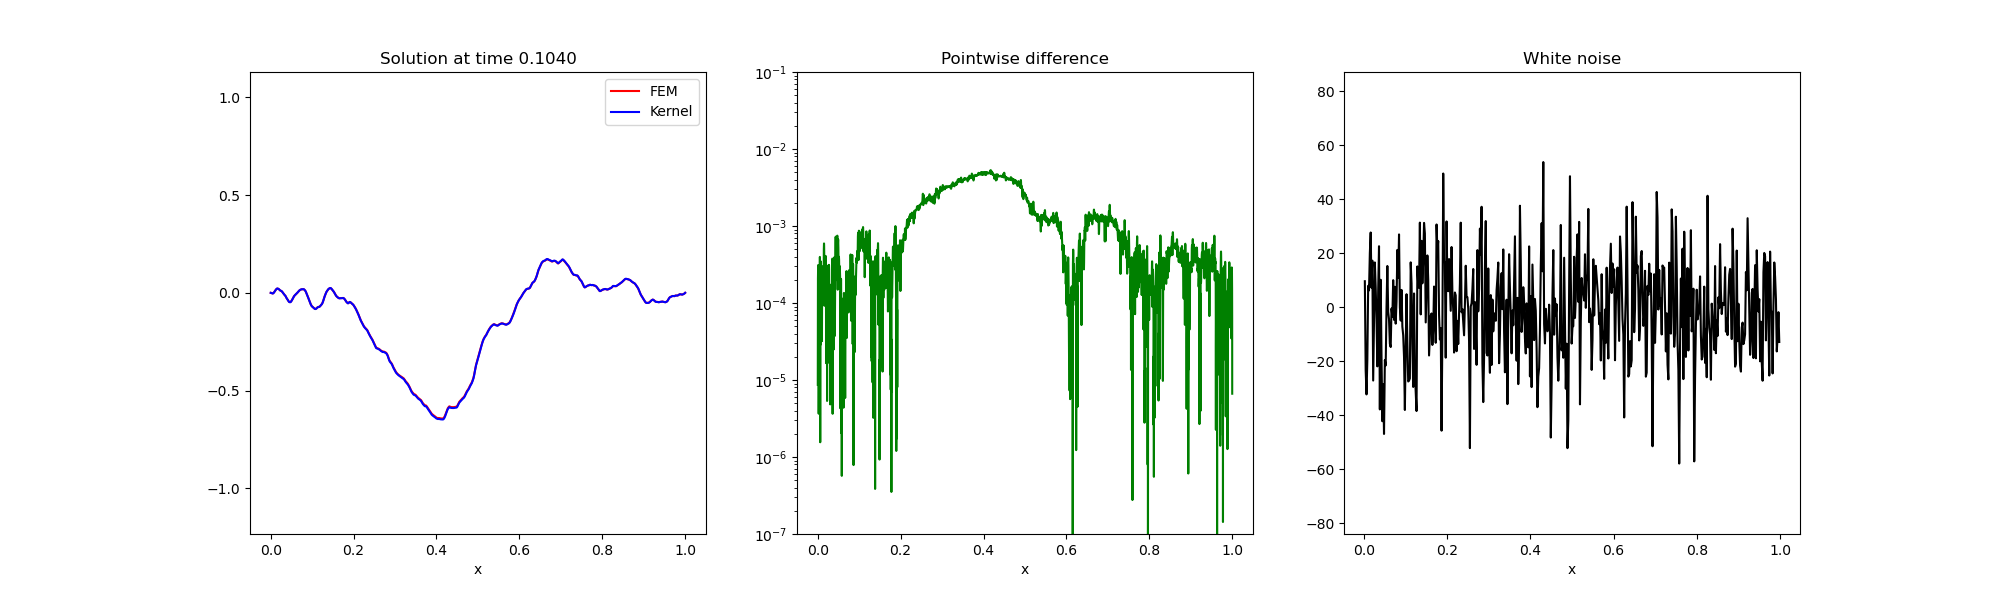 Solution at time 0.1040
FEM
Kernel
1.0
0.5
0.0
−0.5
−1.0
0.0 0.2 0.4 0.6 0.8 1.0
x
Pointwise difference
10⁻¹
10⁻²
10⁻³
10⁻⁴
10⁻⁵
10⁻⁶
10⁻⁷
0.0 0.2 0.4 0.6 0.8 1.0
x
White noise
80
60
40
20
0
−20
−40
−60
−80
0.0 0.2 0.4 0.6 0.8 1.0
x